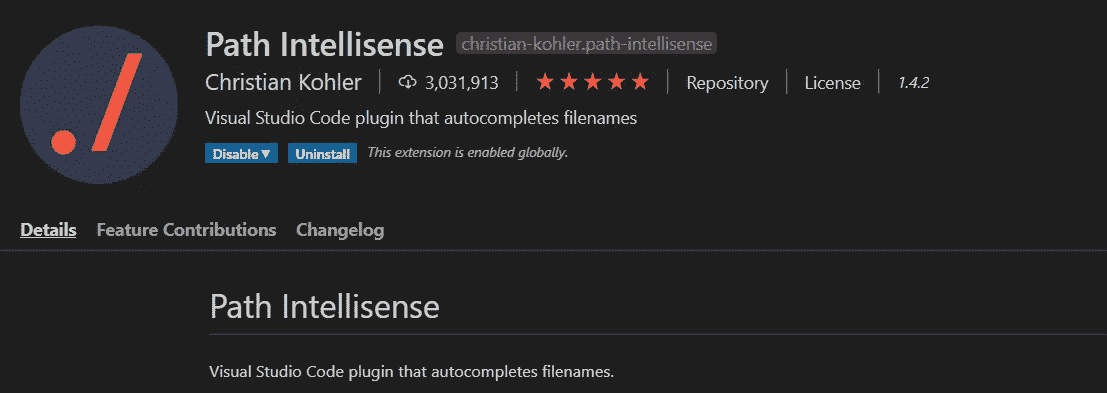 Path Intellisense christian-kohler.path-intellisense
Christian Kohler 3,031,913 Repository License 1.4.2
Visual Studio Code plugin that autocompletes filenames
Disable Uninstall This extension is enabled globally.
Details Feature Contributions Changelog
Path Intellisense
Visual Studio Code plugin that autocompletes filenames.